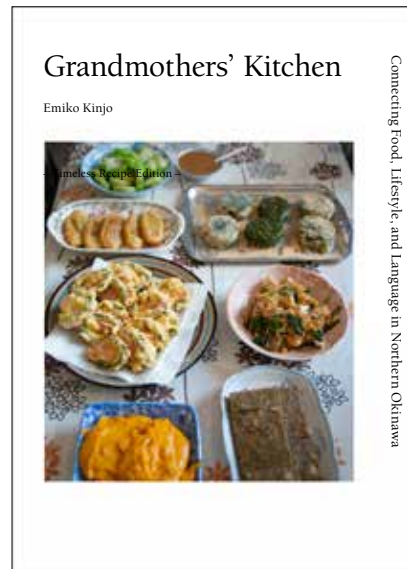 Grandmothers’ Kitchen
Emiko Kinjo
– Timeless Recipe Edition –
Connecting Food, Lifestyle, and Language in Northern Okinawa